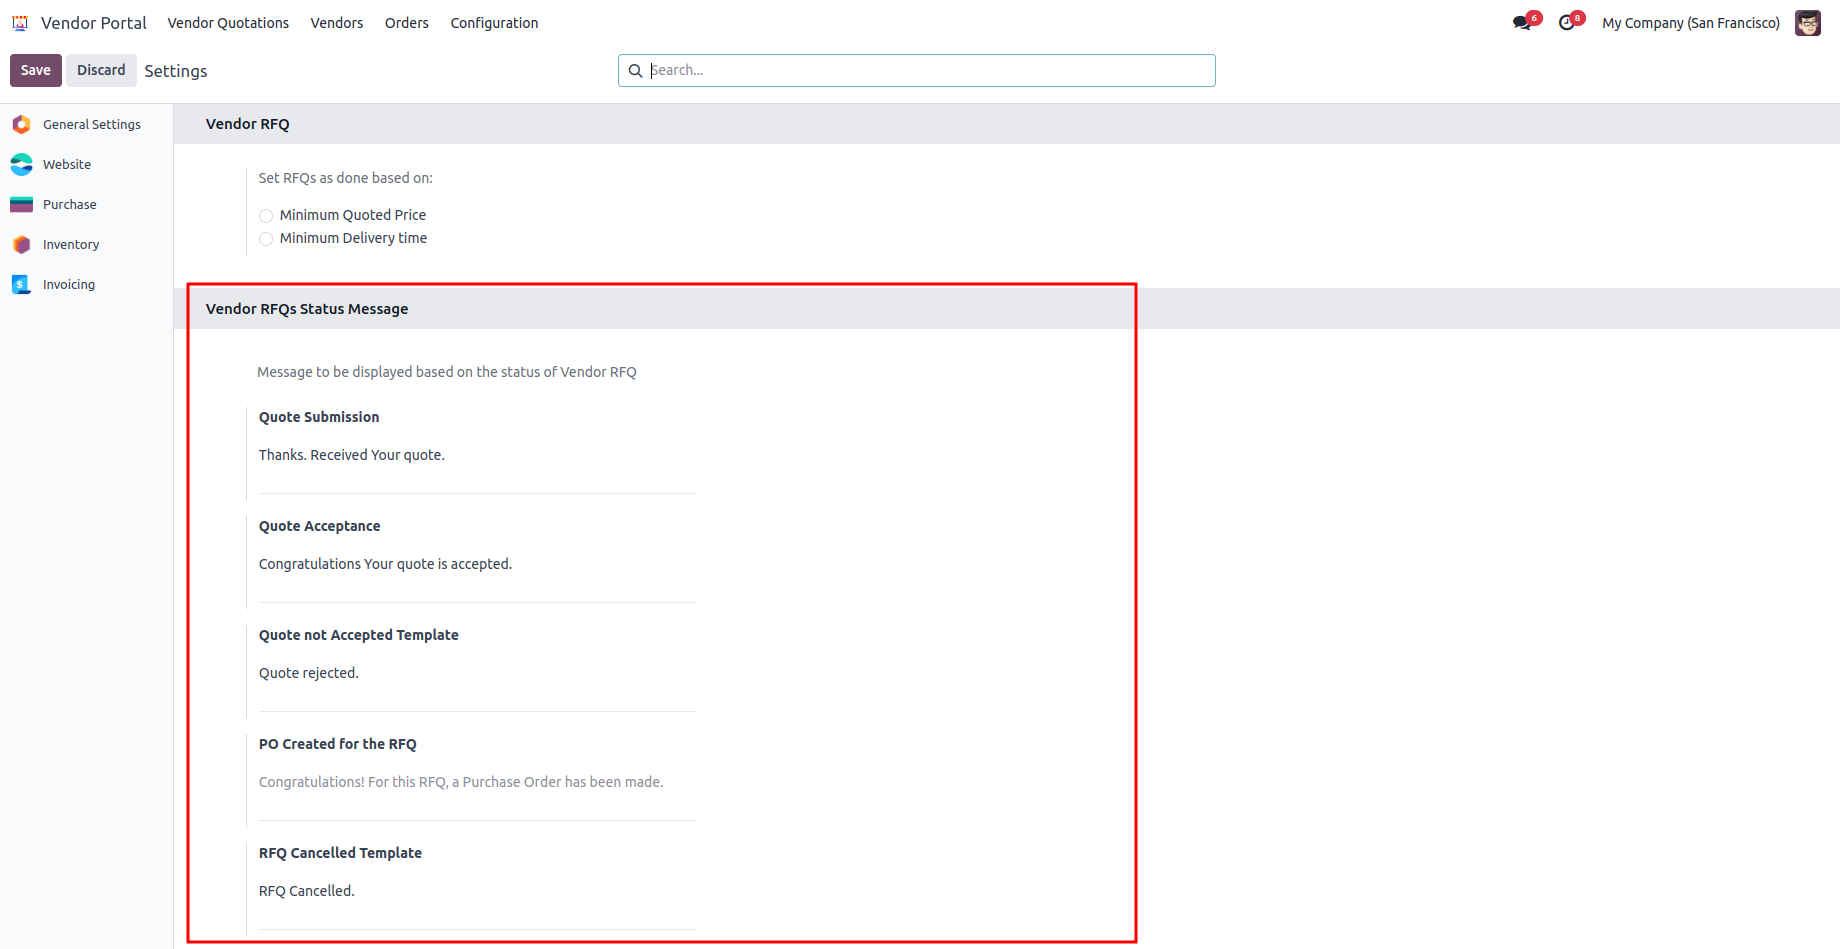 Vendor Portal Vendor Quotations Vendors Orders Configuration 6 8 My Company (San Francisco)
Save Discard Settings Search...
General Settings
Website
Purchase
Inventory
Invoicing
Vendor RFQ
Set RFQs as done based on:
Minimum Quoted Price
Minimum Delivery time
Vendor RFQs Status Message
Message to be displayed based on the status of Vendor RFQ
Quote Submission
Thanks. Received Your quote.
Quote Acceptance
Congratulations Your quote is accepted.
Quote not Accepted Template
Quote rejected.
PO Created for the RFQ
Congratulations! For this RFQ, a Purchase Order has been made.
RFQ Cancelled Template
RFQ Cancelled.